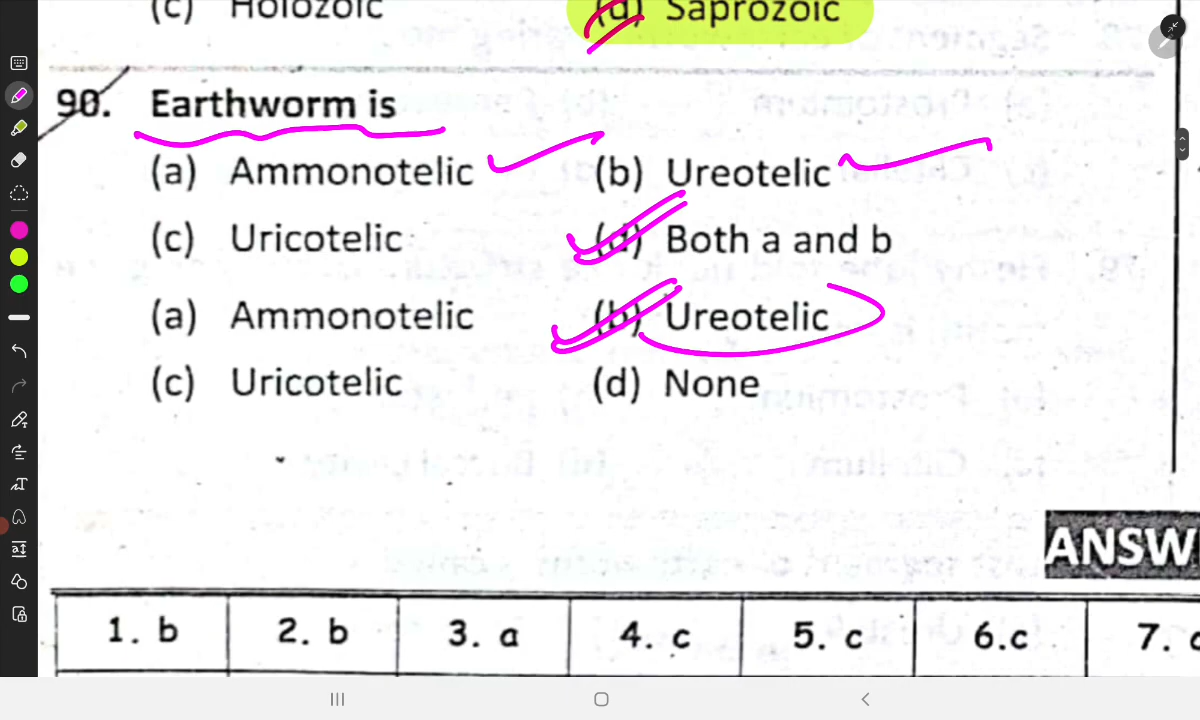 (c) Holozoic (d) Saprozoic
90. Earthworm is
(a) Ammonotelic (b) Ureotelic
(c) Uricotelic (d) Both a and b
(a) Ammonotelic (b) Ureotelic
(c) Uricotelic (d) None
ANSW
1. b 2. b 3. a 4. c 5. c 6.c 7. c